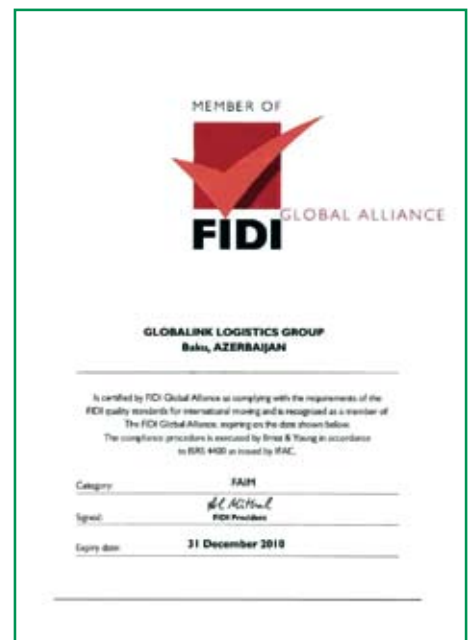 MEMBER OF
FIDI
GLOBAL ALLIANCE
GLOBALINK LOGISTICS GROUP
Baku, AZERBAIJAN
is certified by FIDI Global Alliance as complying with the requirements of the
FIDI quality standards for international moving and is recognised as a member of
The FIDI Global Alliance, expiring on the date shown below.
The compliance procedure is executed by Ernst & Young in accordance
to ISRS 4400 as issued by IFAC.
Category: FAIM
Signed:
FIDI President
Expiry date: 31 December 2010